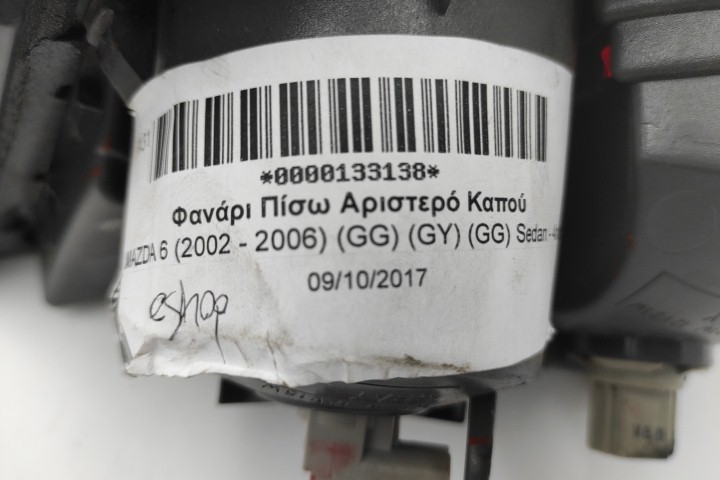 *0000133138*
Φανάρι Πίσω Αριστερό Καπού
MAZDA 6 (2002 - 2006) (GG) (GY) (GG) Sedan -
09/10/2017
eshop